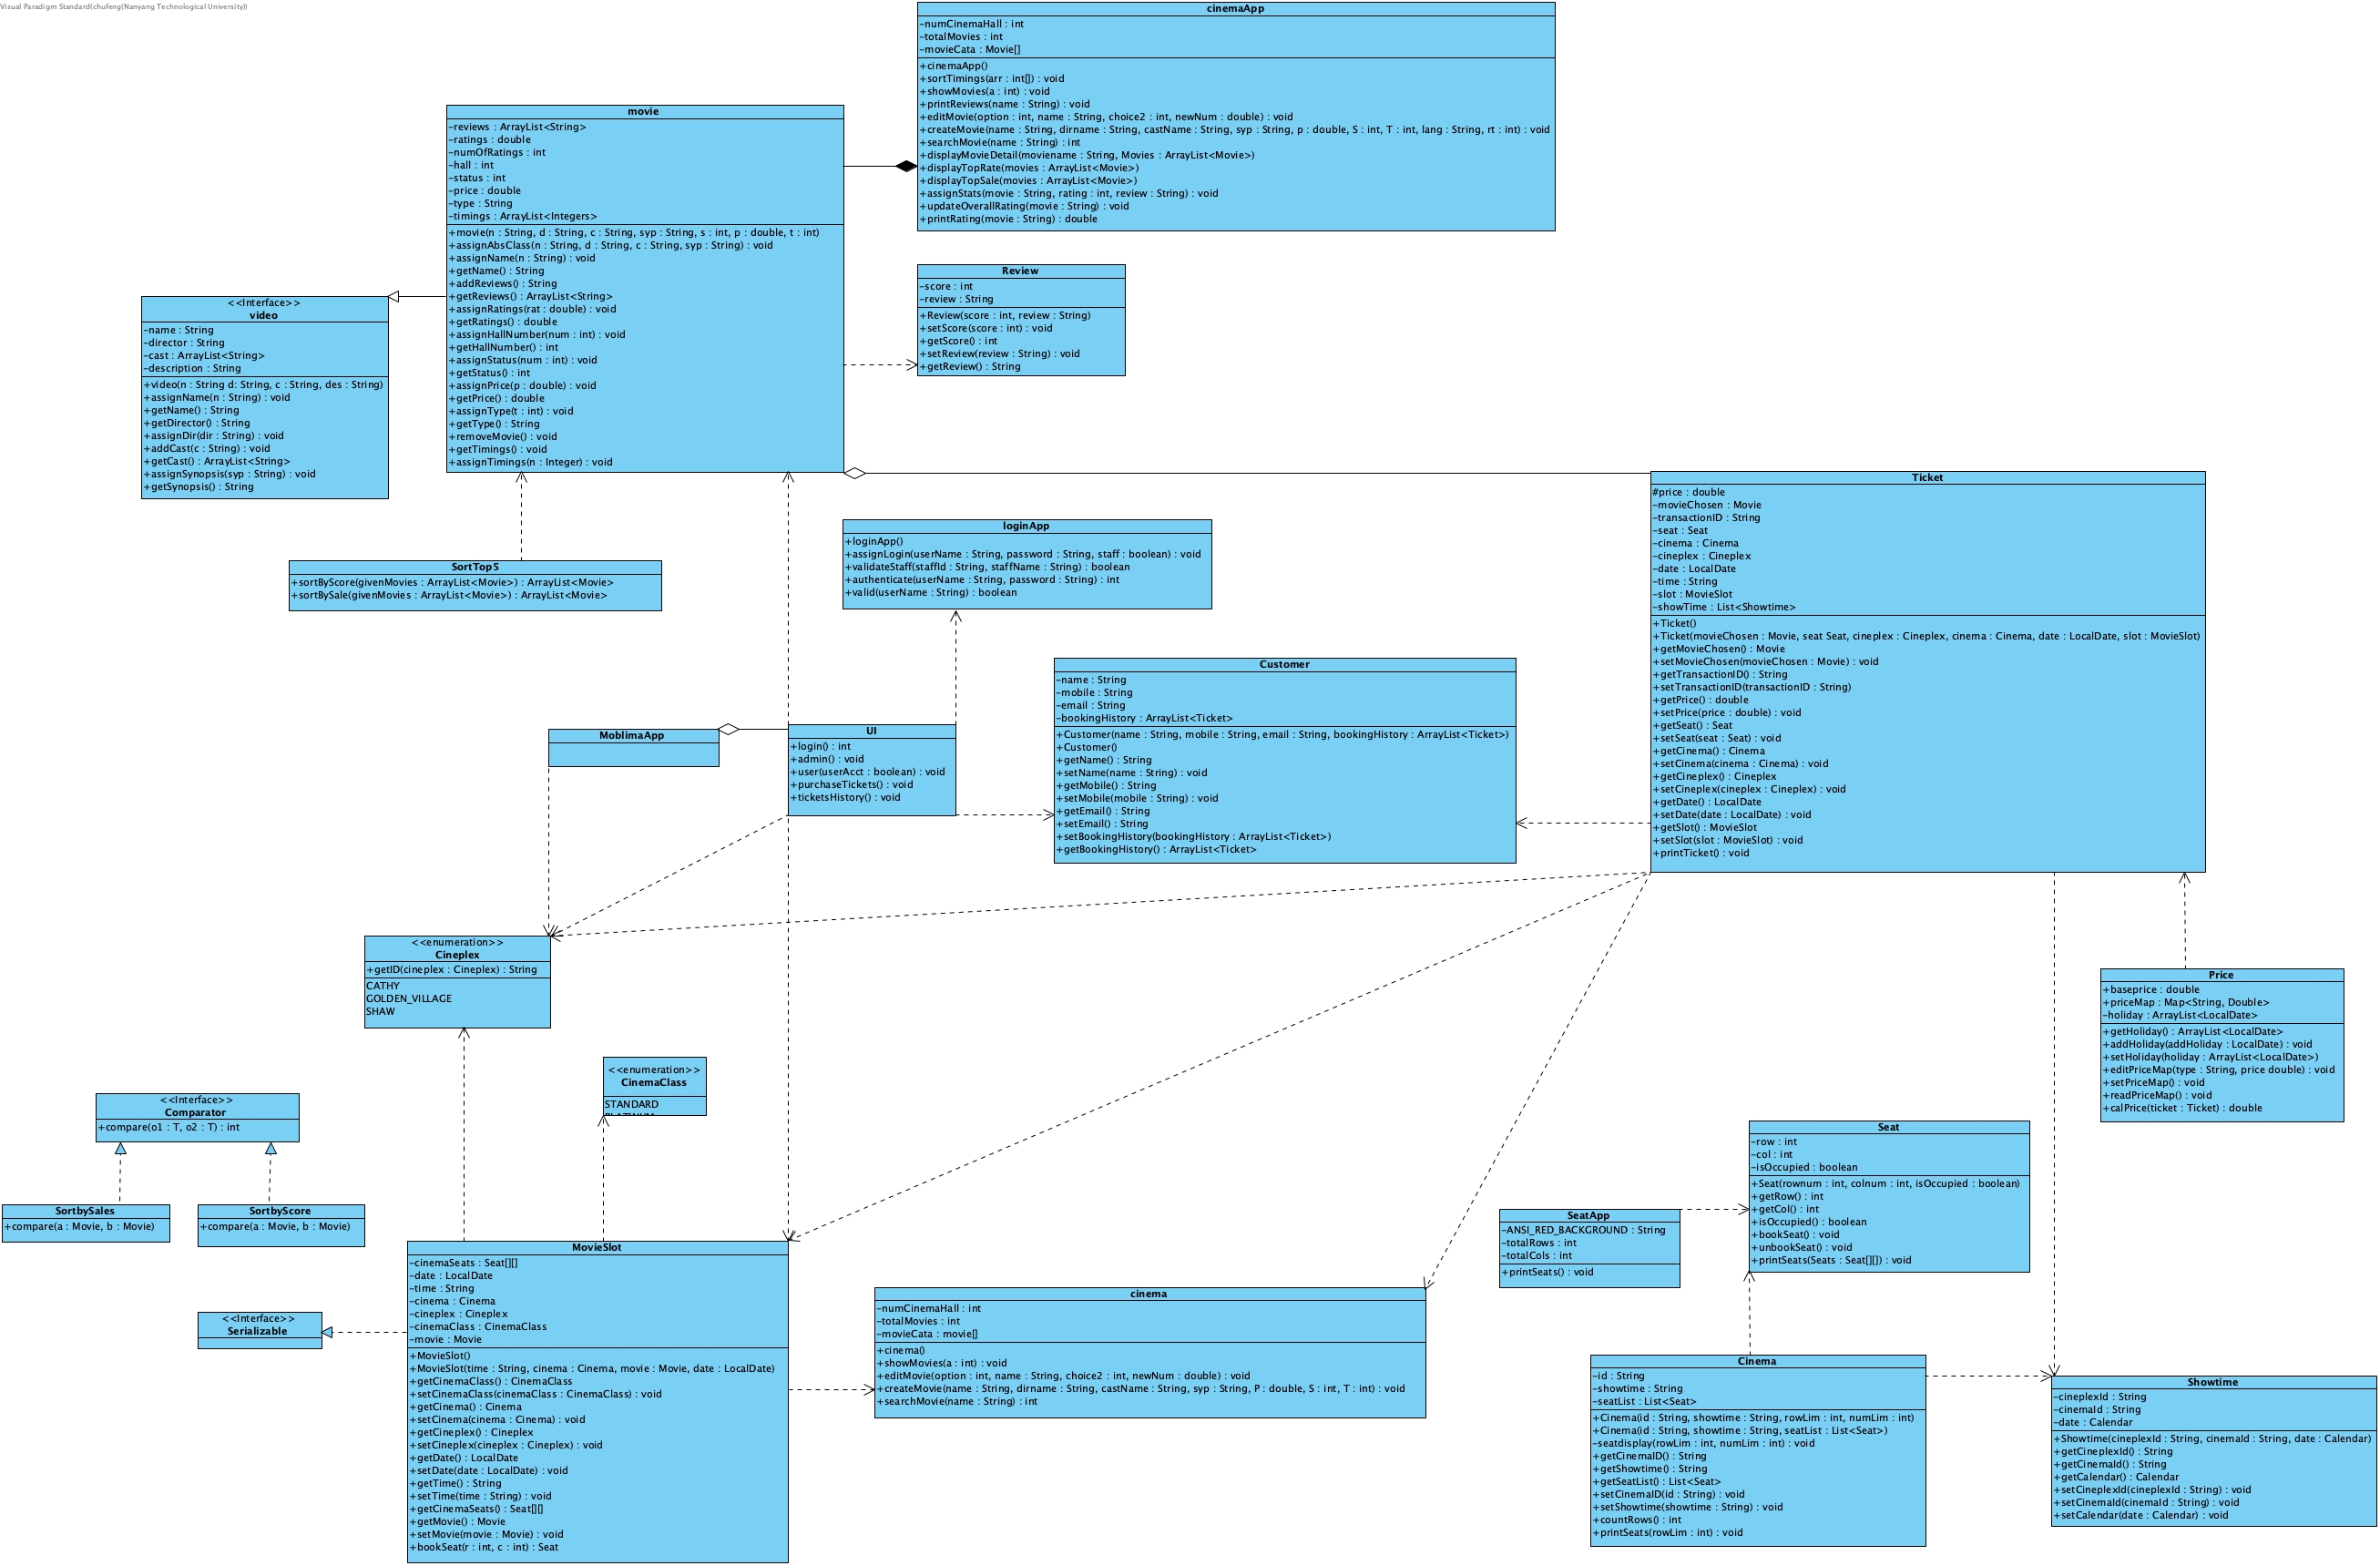 Visual Paradigm Standard(chufeng(Nanyang Technological University))
cinemaApp
-numCinemaHall : int
-totalMovies : int
-movieCata : Movie[]
+cinemaApp()
+sortTimings(arr : int[]) : void
+showMovies(a : int) : void
+printReviews(name : String) : void
+editMovie(option : int, name : String, choice2 : int, newNum : double) : void
+createMovie(name : String, dirname : String, castName : String, syp : String, p : double, S : int, T : int, lang : String, rt : int) : void
+searchMovie(name : String) : int
+displayMovieDetail(moviename : String, Movies : ArrayList<Movie>)
+displayTopRate(movies : ArrayList<Movie>)
+displayTopSale(movies : ArrayList<Movie>)
+assignStats(movie : String, rating : int, review : String) : void
+updateOverallRating(movie : String) : void
+printRating(movie : String) : double
movie
-reviews : ArrayList<String>
-ratings : double
-numOfRatings : int
-hall : int
-status : int
-price : double
-type : String
-timings : ArrayList<Integers>
+movie(n : String, d : String, c : String, syp : String, s : int, p : double, t : int)
+assignAbsClass(n : String, d : String, c : String, syp : String) : void
+assignName(n : String) : void
+getName() : String
+addReviews() : String
+getReviews() : ArrayList<String>
+assignRatings(rat : double) : void
+getRatings() : double
+assignHallNumber(num : int) : void
+getHallNumber() : int
+assignStatus(num : int) : void
+getStatus() : int
+assignPrice(p : double) : void
+getPrice() : double
+assignType(t : int) : void
+getType() : String
+removeMovie() : void
+getTimings() : void
+assignTimings(n : Integer) : void
Review
-score : int
-review : String
+Review(score : int, review : String)
+setScore(score : int) : void
+getScore() : int
+setReview(review : String) : void
+getReview() : String
<<Interface>>
video
-name : String
-director : String
-cast : ArrayList<String>
-description : String
+video(n : String d: String, c : String, des : String)
+assignName(n : String) : void
+getName() : String
+getDirector() : String
+assignDir(dir : String) : void
+addCast(c : String) : void
+getCast() : ArrayList<String>
+assignSynopsis(syp : String) : void
+getSynopsis() : String
Ticket
#price : double
-movieChosen : Movie
-transactionID : String
-seat : Seat
-cinema : Cinema
-cineplex : Cineplex
-date : LocalDate
-time : String
-slot : MovieSlot
-showTime : List<Showtime>
+Ticket()
+Ticket(movieChosen : Movie, seat Seat, cineplex : Cineplex, cinema : Cinema, date : LocalDate, slot : MovieSlot)
+getMovieChosen() : Movie
+setMovieChosen(movieChosen : Movie) : void
+getTransactionID() : String
+setTransactionID(transactionID : String)
+getPrice() : double
+setPrice(price : double) : void
+getSeat() : Seat
+setSeat(seat : Seat) : void
+getCinema() : Cinema
+setCinema(cinema : Cinema) : void
+getCineplex() : Cineplex
+setCineplex(cineplex : Cineplex) : void
+getDate() : LocalDate
+setDate(date : LocalDate) : void
+getSlot() : MovieSlot
+setSlot(slot : MovieSlot) : void
+printTicket() : void
loginApp
+loginApp()
+assignLogin(userName : String, password : String, staff : boolean) : void
+validateStaff(staffId : String, staffName : String) : boolean
+authenticate(userName : String, password : String) : int
+valid(userName : String) : boolean
SortTop5
+sortByScore(givenMovies : ArrayList<Movie>) : ArrayList<Movie>
+sortBySale(givenMovies : ArrayList<Movie>) : ArrayList<Movie>
Customer
-name : String
-mobile : String
-email : String
-bookingHistory : ArrayList<Ticket>
+Customer(name : String, mobile : String, email : String, bookingHistory : ArrayList<Ticket>)
+Customer()
+getName() : String
+setName(name : String) : void
+getMobile() : String
+setMobile(mobile : String) : void
+getEmail() : String
+setEmail() : String
+setBookingHistory(bookingHistory : ArrayList<Ticket>)
+getBookingHistory() : ArrayList<Ticket>
MoblimaApp
UI
+login() : int
+admin() : void
+user(userAcct : boolean) : void
+purchaseTickets() : void
+ticketsHistory() : void
<<enumeration>>
Cineplex
+getID(cineplex : Cineplex) : String
CATHY
GOLDEN_VILLAGE
SHAW
Price
+baseprice : double
+priceMap : Map<String, Double>
-holiday : ArrayList<LocalDate>
+getHoliday() : ArrayList<LocalDate>
+addHoliday(addHoliday : LocalDate) : void
+setHoliday(holiday : ArrayList<LocalDate>)
+editPriceMap(type : String, price double) : void
+setPriceMap() : void
+readPriceMap() : void
+calPrice(ticket : Ticket) : double
<<enumeration>>
CinemaClass
STANDARD
<<Interface>>
Comparator
+compare(o1 : T, o2 : T) : int
SortbySales
+compare(a : Movie, b : Movie)
SortbyScore
+compare(a : Movie, b : Movie)
Seat
-row : int
-col : int
-isOccupied : boolean
+Seat(rownum : int, colnum : int, isOccupied : boolean)
+getRow() : int
+getCol() : int
+isOccupied() : boolean
+bookSeat() : void
+unbookSeat() : void
+printSeats(Seats : Seat[][]) : void
SeatApp
-ANSI_RED_BACKGROUND : String
-totalRows : int
-totalCols : int
+printSeats() : void
MovieSlot
-cinemaSeats : Seat[][]
-date : LocalDate
-time : String
-cinema : Cinema
-cineplex : Cineplex
-cinemaClass : CinemaClass
-movie : Movie
+MovieSlot()
+MovieSlot(time : String, cinema : Cinema, movie : Movie, date : LocalDate)
+getCinemaClass() : CinemaClass
+setCinemaClass(cinemaClass : CinemaClass) : void
+getCinema() : Cinema
+setCinema(cinema : Cinema) : void
+getCineplex() : Cineplex
+setCineplex(cineplex : Cineplex) : void
+getDate() : LocalDate
+setDate(date : LocalDate) : void
+getTime() : String
+setTime(time : String) : void
+getCinemaSeats() : Seat[][]
+getMovie() : Movie
+setMovie(movie : Movie) : void
+bookSeat(r : int, c : int) : Seat
<<Interface>>
Serializable
cinema
-numCinemaHall : int
-totalMovies : int
-movieCata : movie[]
+cinema()
+showMovies(a : int) : void
+editMovie(option : int, name : String, choice2 : int, newNum : double) : void
+createMovie(name : String, dirname : String, castName : String, syp : String, P : double, S : int, T : int) : void
+searchMovie(name : String) : int
Cinema
-id : String
-showtime : String
-seatList : List<Seat>
+Cinema(id : String, showtime : String, rowLim : int, numLim : int)
+Cinema(id : String, showtime : String, seatList : List<Seat>)
-seatdisplay(rowLim : int, numLim : int) : void
+getCinemaID() : String
+getShowtime() : String
+getSeatList() : List<Seat>
+setCinemaID(id : String) : void
+setShowtime(showtime : String) : void
+countRows() : int
+printSeats(rowLim : int) : void
Showtime
-cineplexId : String
-cinemaId : String
-date : Calendar
+Showtime(cineplexId : String, cinemaId : String, date : Calendar)
+getCineplexId() : String
+getCinemaId() : String
+getCalendar() : Calendar
+setCineplexId(cineplexId : String) : void
+setCinemaId(cinemaId : String) : void
+setCalendar(date : Calendar) : void